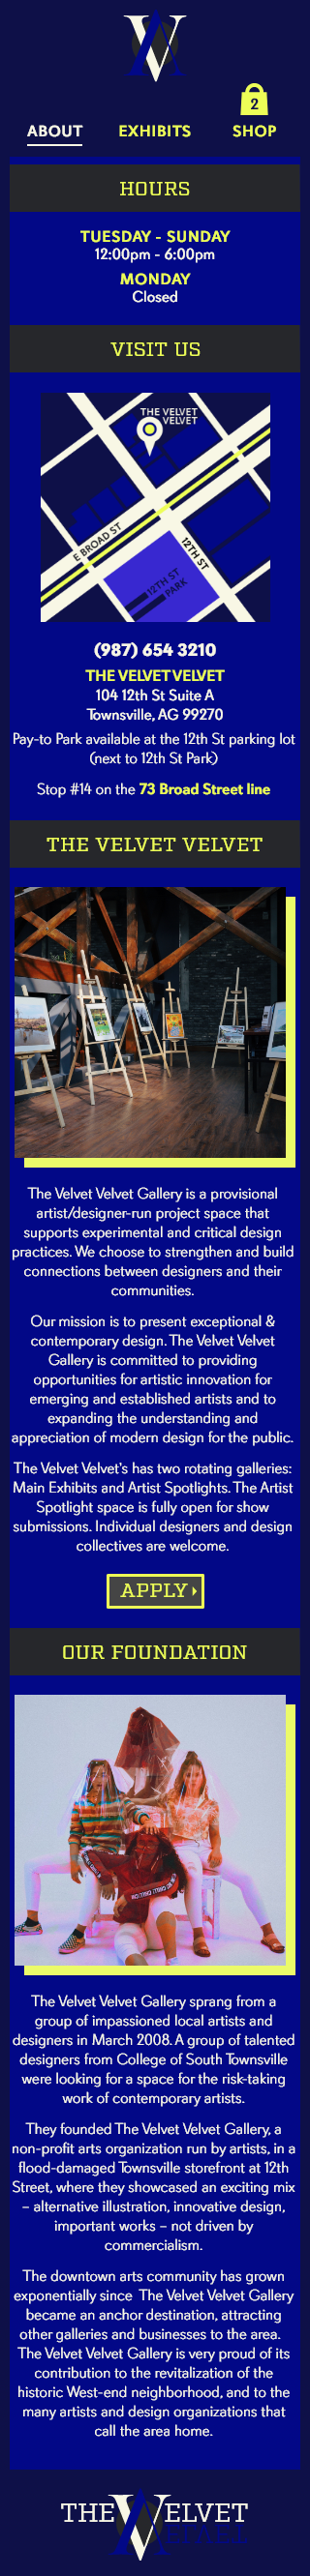 2
ABOUT EXHIBITS SHOP
HOURS
TUESDAY - SUNDAY
12:00pm - 6:00pm
MONDAY
Closed
VISIT US
THE VELVET
VELVET
E BROAD ST
12TH ST
12TH ST
PARK
(987) 654 3210
THE VELVET VELVET
104 12th St Suite A
Townsville, AG 99270
Pay-to Park available at the 12th St parking lot
(next to 12th St Park)
Stop #14 on the 73 Broad Street line
THE VELVET VELVET
The Velvet Velvet Gallery is a provisional
artist/designer-run project space that
supports experimental and critical design
practices. We choose to strengthen and build
connections between designers and their
communities.
Our mission is to present exceptional &
contemporary design. The Velvet Velvet
Gallery is committed to providing
opportunities for artistic innovation for
emerging and established artists and to
expanding the understanding and
appreciation of modern design for the public.
The Velvet Velvet's has two rotating galleries:
Main Exhibits and Artist Spotlights. The Artist
Spotlight space is fully open for show
submissions. Individual designers and design
collectives are welcome.
APPLY
OUR FOUNDATION
The Velvet Velvet Gallery sprang from a
group of impassioned local artists and
designers in March 2008. A group of talented
designers from College of South Townsville
were looking for a space for the risk-taking
work of contemporary artists.
They founded The Velvet Velvet Gallery, a
non-profit arts organization run by artists, in a
flood-damaged Townsville storefront at 12th
Street, where they showcased an exciting mix
– alternative illustration, innovative design,
important works – not driven by
commercialism.
The downtown arts community has grown
exponentially since The Velvet Velvet Gallery
became an anchor destination, attracting
other galleries and businesses to the area.
The Velvet Velvet Gallery is very proud of its
contribution to the revitalization of the
historic West-end neighborhood, and to the
many artists and design organizations that
call the area home.
THE VELVET